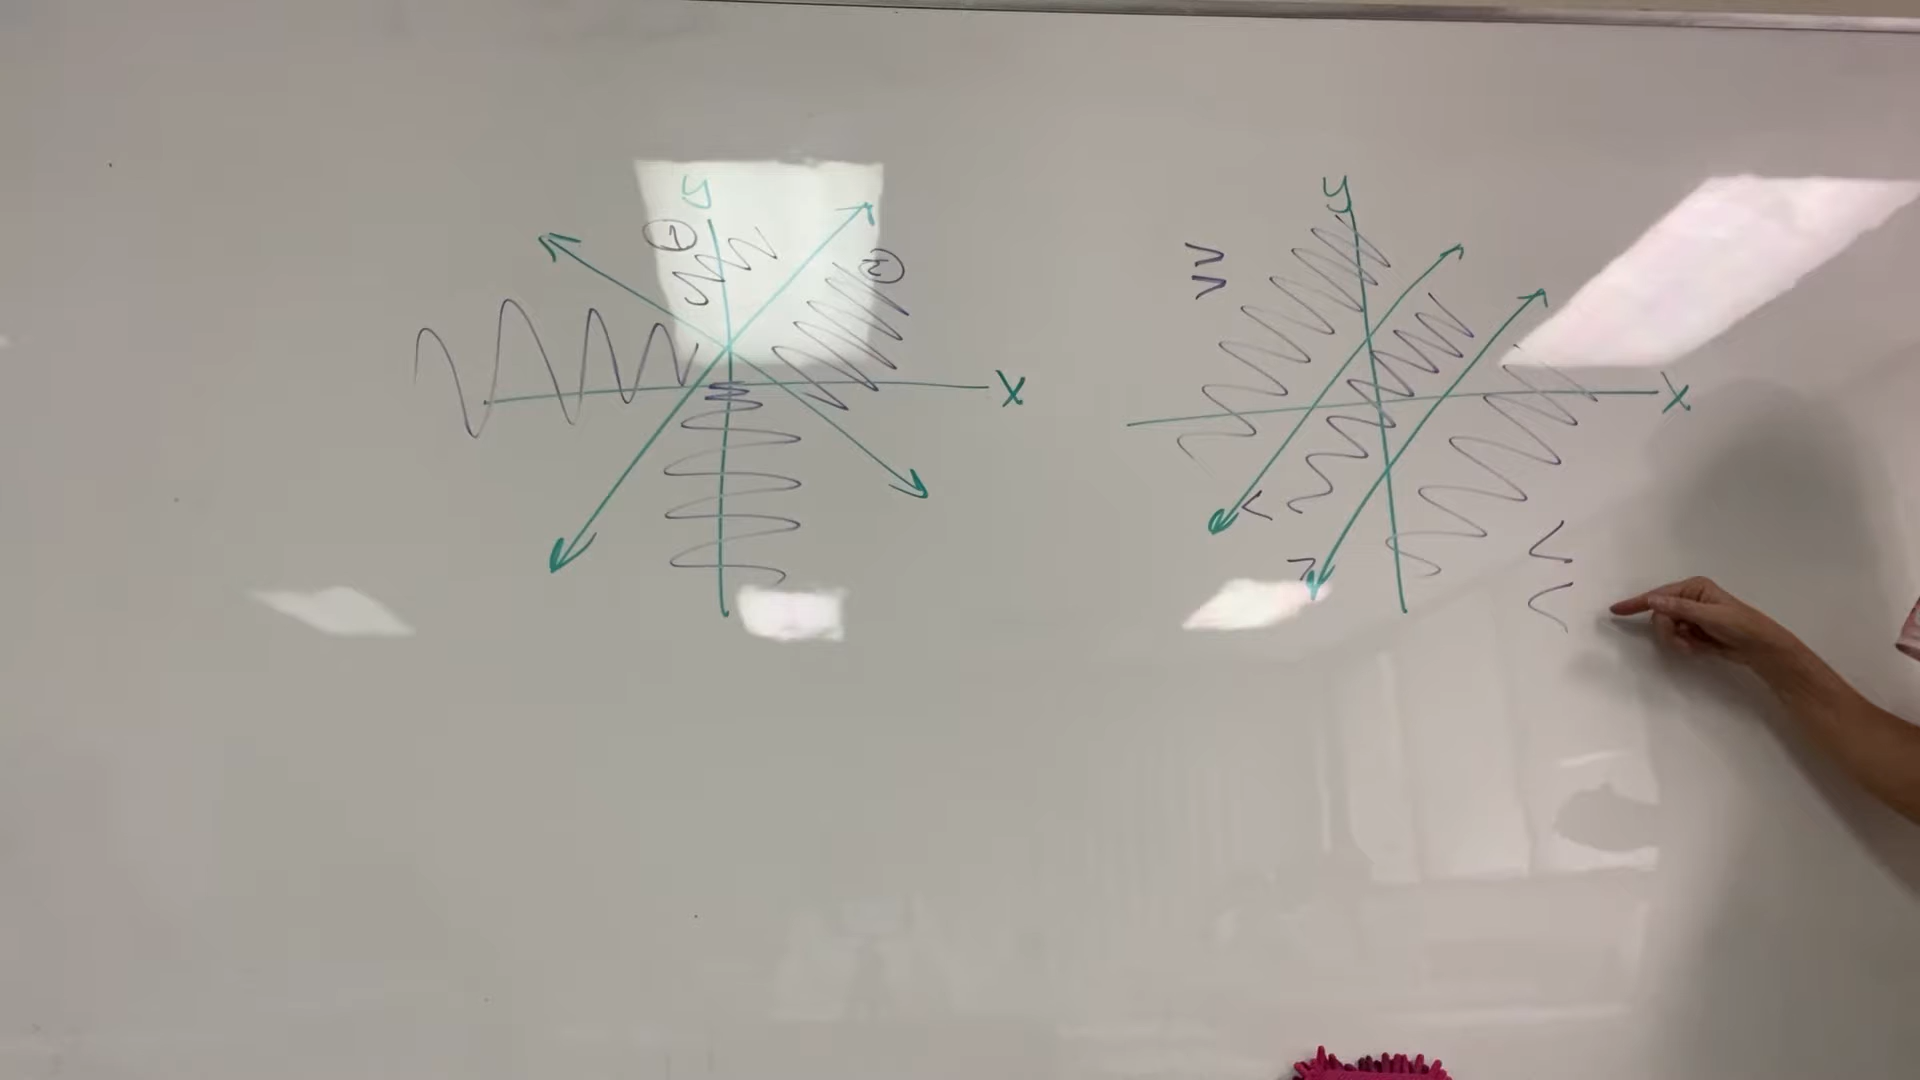 y
①
②
x
y
>
>
x
<
>
<
<